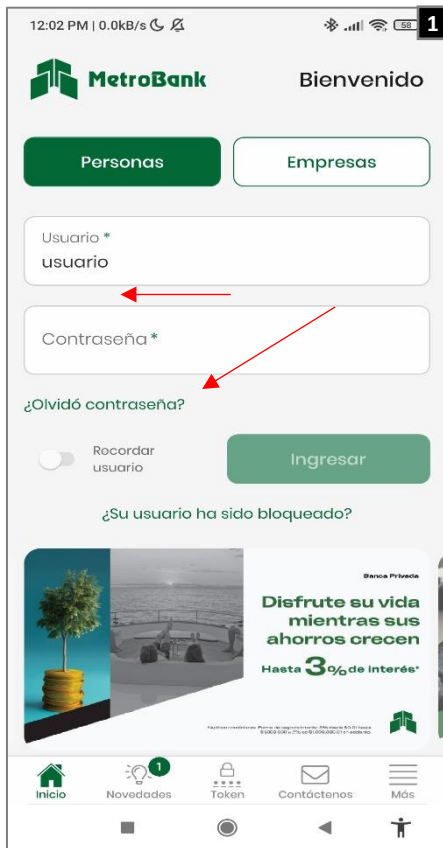 12:02 PM | 0.0kB/s
58
1
MetroBank
Bienvenido
Personas
Empresas
Usuario *
usuario
Contraseña *
¿Olvidó contraseña?
Recordar
usuario
Ingresar
¿Su usuario ha sido bloqueado?
Banca Privada
Disfrute su vida
mientras sus
ahorros crecen
Hasta 3% de interés*
1
Inicio
Novedades
Token
Contáctenos
Más